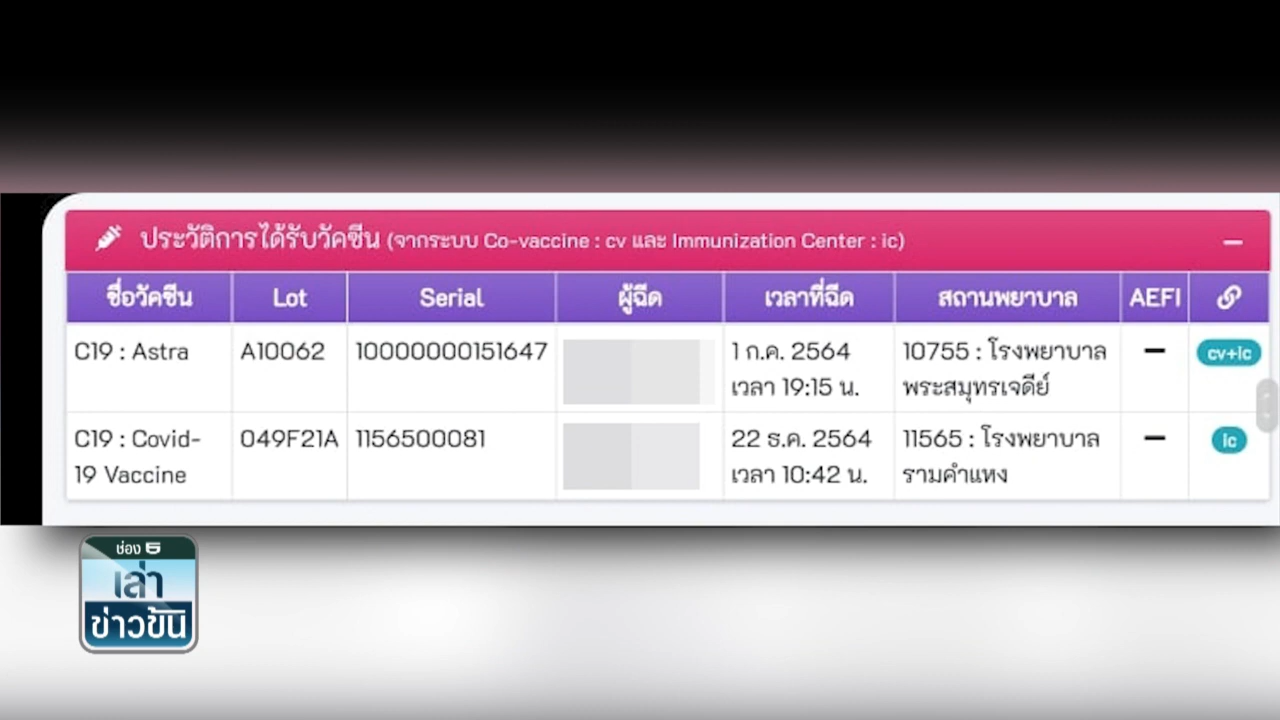 ประวัติการได้รับวัคซีน (จากระบบ Co-vaccine : cv และ Immunization Center : ic)
ชื่อวัคซีน Lot Serial ผู้ฉีด เวลาที่ฉีด สถานพยาบาล AEFI
C19 : Astra A10062 10000000151647 1 ก.ค. 2564 10755 : โรงพยาบาล cv+ic
เวลา 19:15 น. พระสมุทรเจดีย์
C19 : Covid- 049F21A 1156500081 22 ธ.ค. 2564 11565 : โรงพยาบาล ic
19 Vaccine เวลา 10:42 น. รามคำแหง
ช่อง 5
เล่า
ข่าวข้น